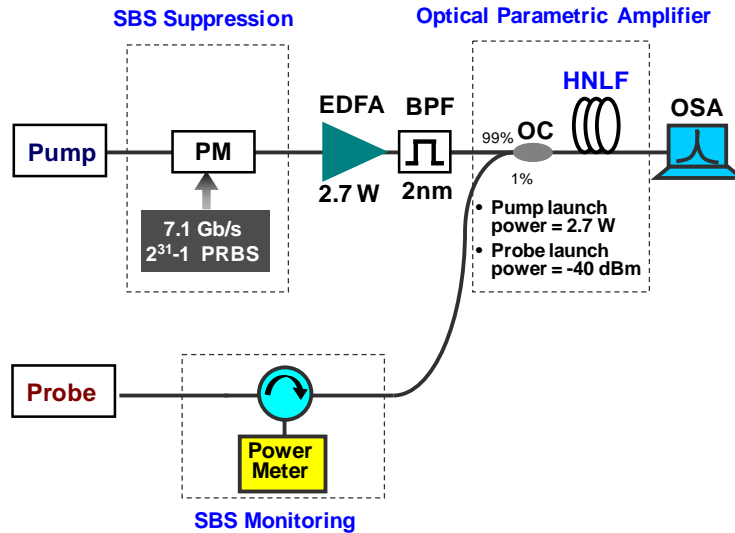 SBS Suppression
Optical Parametric Amplifier
HNLF
EDFA
BPF
OSA
OC
99%
Pump
PM
1%
2.7 W
2nm
7.1 Gb/s
2³¹-1 PRBS
• Pump launch
power = 2.7 W
• Probe launch
power = -40 dBm
Probe
Power
Meter
SBS Monitoring